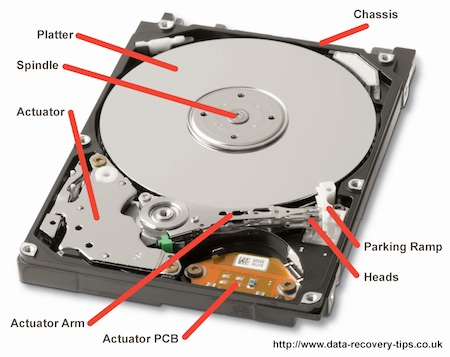 Chassis
Platter
Spindle
Actuator
Parking Ramp
Heads
Actuator Arm
Actuator PCB
http://www.data-recovery-tips.co.uk